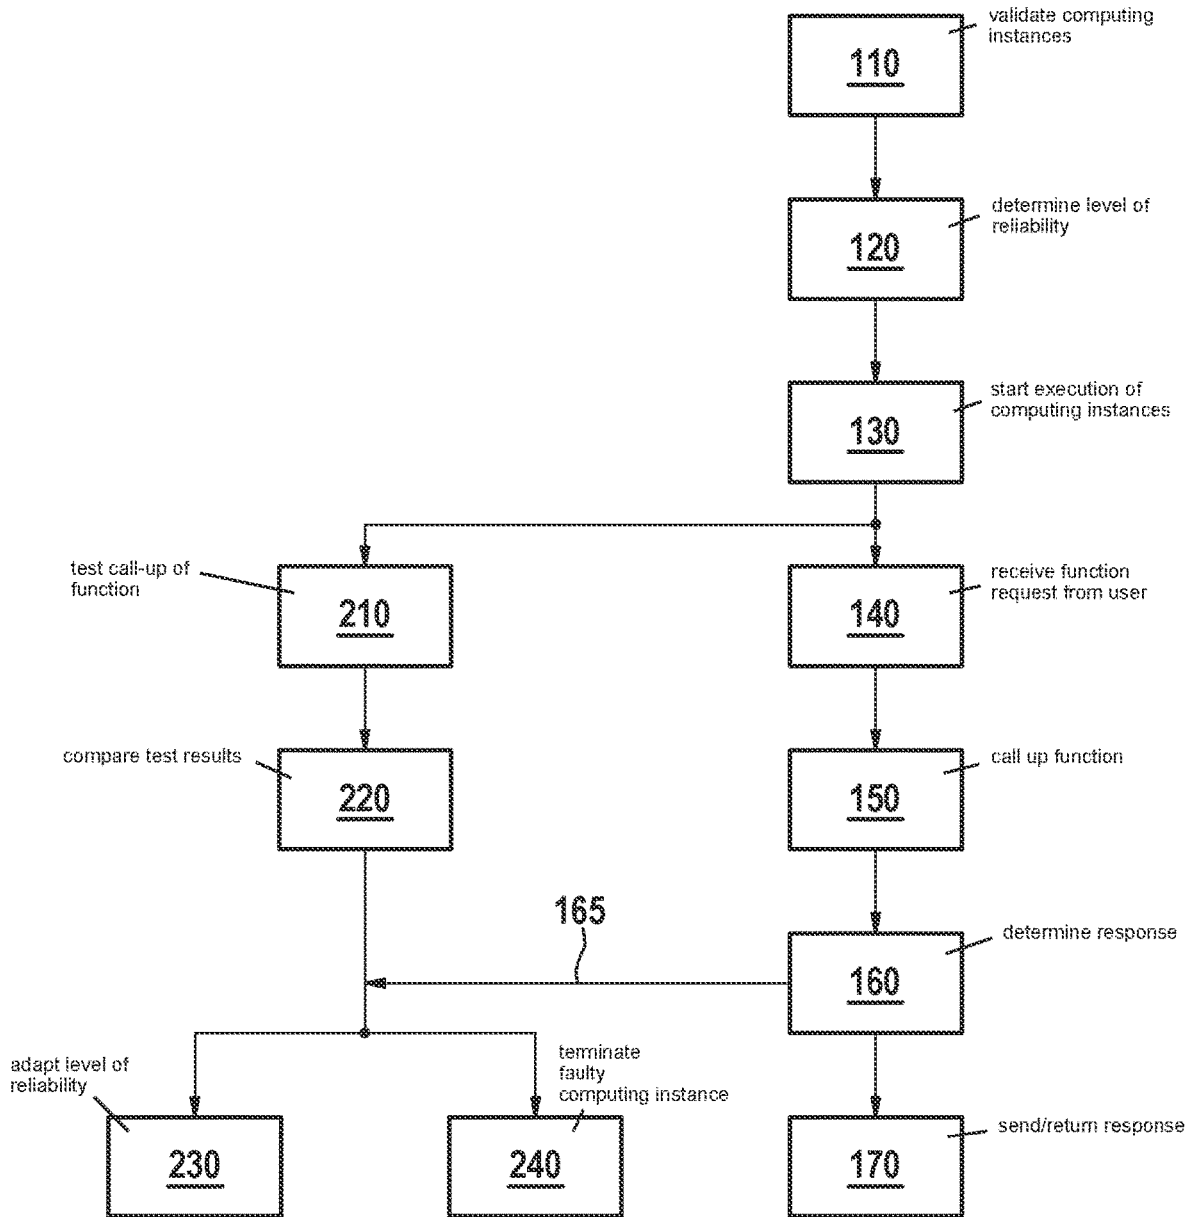 validate computing
instances
110
determine level of
reliability
120
start execution of
computing instances
130
test call-up of
function
210
receive function
request from user
140
compare test results
220
call up function
150
165
determine response
160
adapt level of
reliability
230
terminate
faulty
computing instance
240
send/return response
170